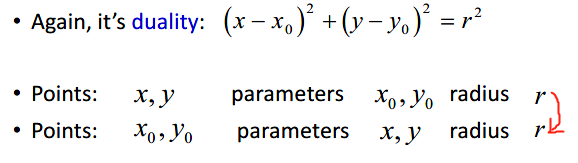 • Again, it's duality: (x − x₀)² + (y − y₀)² = r²
• Points: x, y parameters x₀, y₀ radius r
• Points: x₀, y₀ parameters x, y radius r